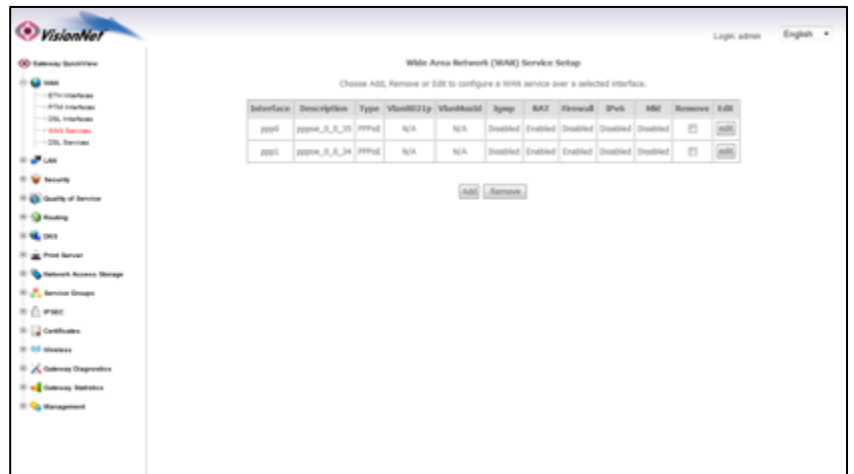 VisionNet
Login: admin
English
Gateway QuickView
WAN
ETH Interfaces
PTM Interfaces
DSL Interfaces
WAN Services
DSL Services
LAN
Security
Quality of Service
Routing
DNS
Print Server
Network Access Storage
Service Groups
IPSEC
Certificates
Wireless
Gateway Diagnostics
Gateway Statistics
Management
Wide Area Network (WAN) Service Setup
Choose Add, Remove or Edit to configure a WAN service over a selected interface.
Interface Description Type Vlan8021p VlanMuxId Igmp NAT Firewall IPv6 Mld Remove Edit
ppp0 pppoe_0_0_35 PPPoE N/A N/A Disabled Enabled Disabled Disabled Disabled edit
ppp1 pppoe_0_8_34 PPPoE N/A N/A Disabled Enabled Enabled Disabled Disabled edit
Add Remove